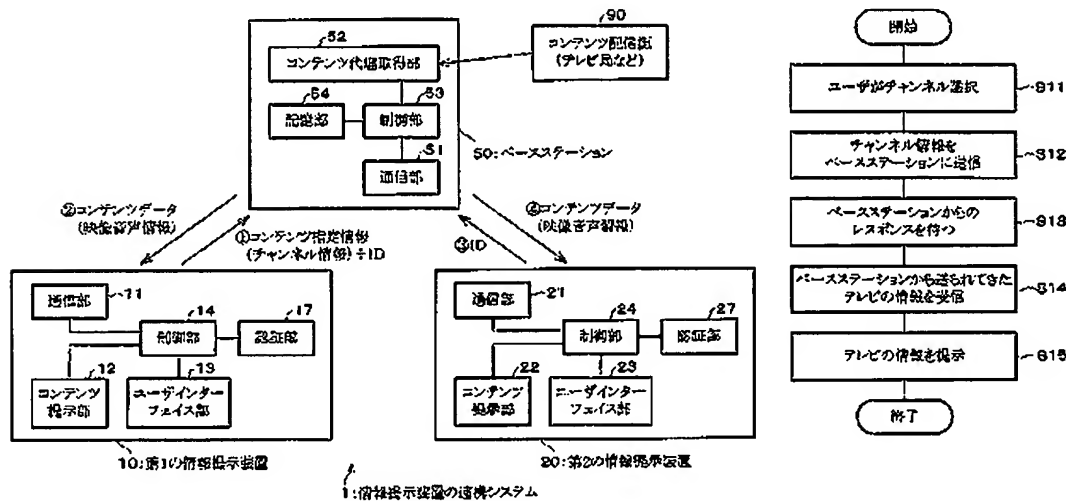 52
コンテンツ代理取得部
90
コンテンツ配信側
(テレビ局など)
54
記憶部
53
制御部
51
通信部
50:ベースステーション
②コンテンツデータ
(映像音声情報)
①コンテンツ指定情報
(チャンネル情報)+ID
③ID
④コンテンツデータ
(映像音声情報)
通信部
11
14
制御部
17
認証部
12
コンテンツ
提示部
13
ユーザインター
フェイス部
10:第1の情報提示装置
通信部
21
24
制御部
27
認証部
22
コンテンツ
提示部
23
ユーザインター
フェイス部
20:第2の情報提示装置
1:情報提示装置の連携システム
開始
ユーザがチャンネル選択
S11
チャンネル情報を
ベースステーションに送信
S12
ベースステーションからの
レスポンスを待つ
S13
ベースステーションから送られてきた
テレビの情報を受信
S14
テレビの情報を提示
S15
終了